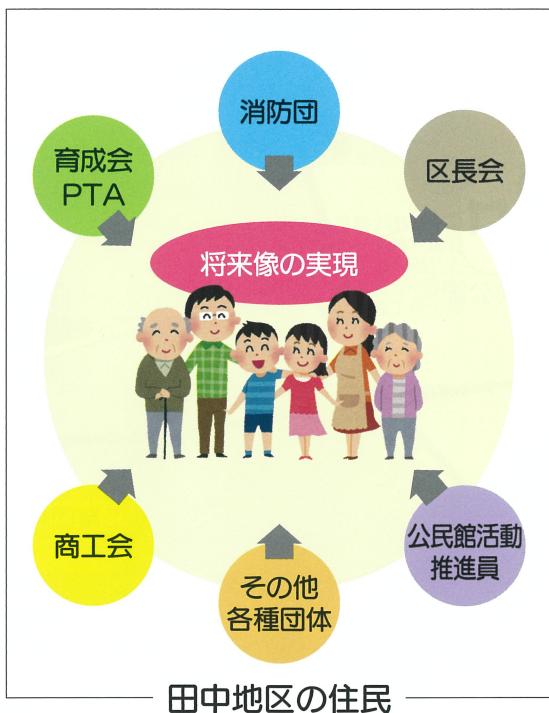 消防団
育成会
PTA
区長会
将来像の実現
商工会
公民館活動
推進員
その他
各種団体
田中地区の住民